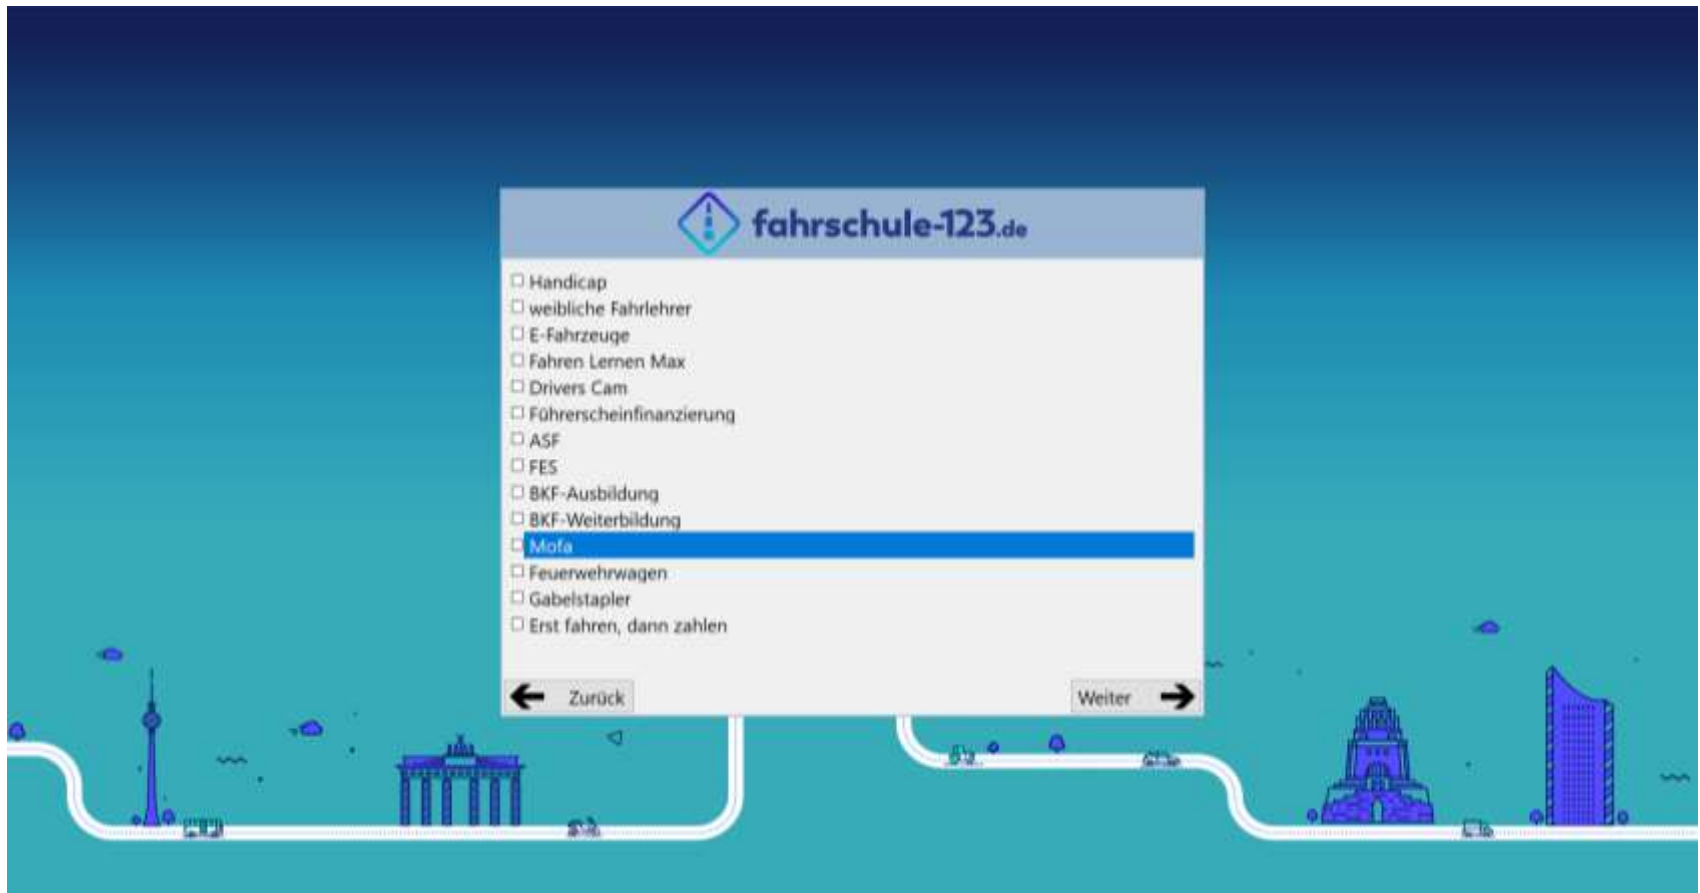 fahrschule-123.de
Handicap
weibliche Fahrlehrer
E-Fahrzeuge
Fahren Lernen Max
Drivers Cam
Führerscheinfinanzierung
ASF
FES
BKF-Ausbildung
BKF-Weiterbildung
Mofa
Feuerwehrwagen
Gabelstapler
Erst fahren, dann zahlen
Zurück
Weiter